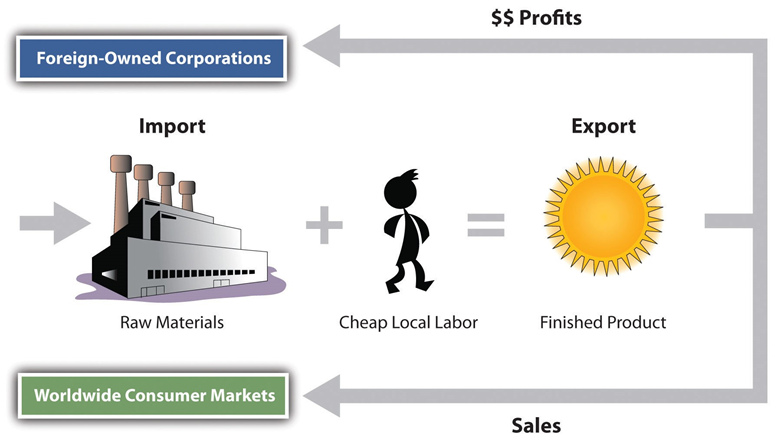 $$ Profits
Foreign-Owned Corporations
Import
Export
Raw Materials
Cheap Local Labor
Finished Product
Worldwide Consumer Markets
Sales